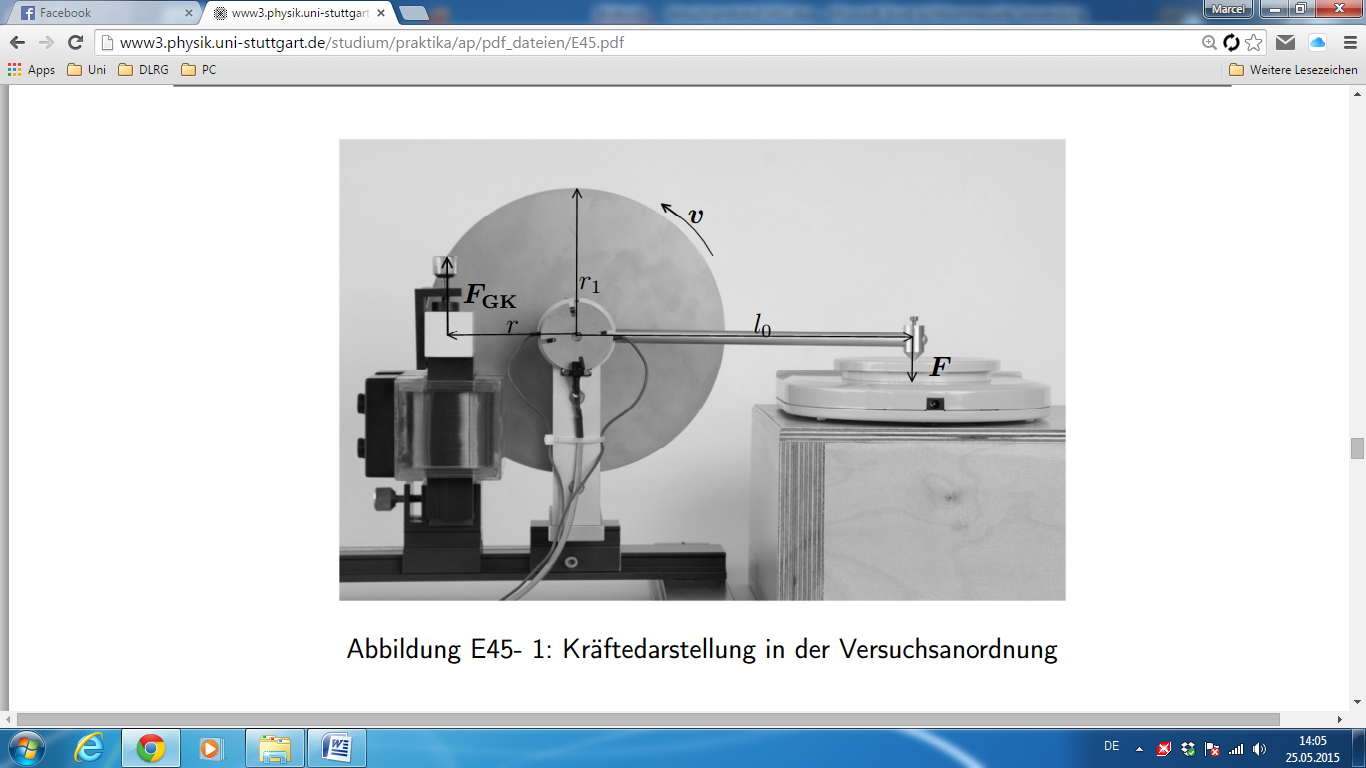 Facebook
www3.physik.uni-stuttgart
Marcel
www3.physik.uni-stuttgart.de/studium/praktika/ap/pdf_dateien/E45.pdf
Apps Uni DLRG PC Weitere Lesezeichen
v
r1
FGK
r
l0
F
Abbildung E45- 1: Kräftedarstellung in der Versuchsanordnung
DE
14:05
25.05.2015